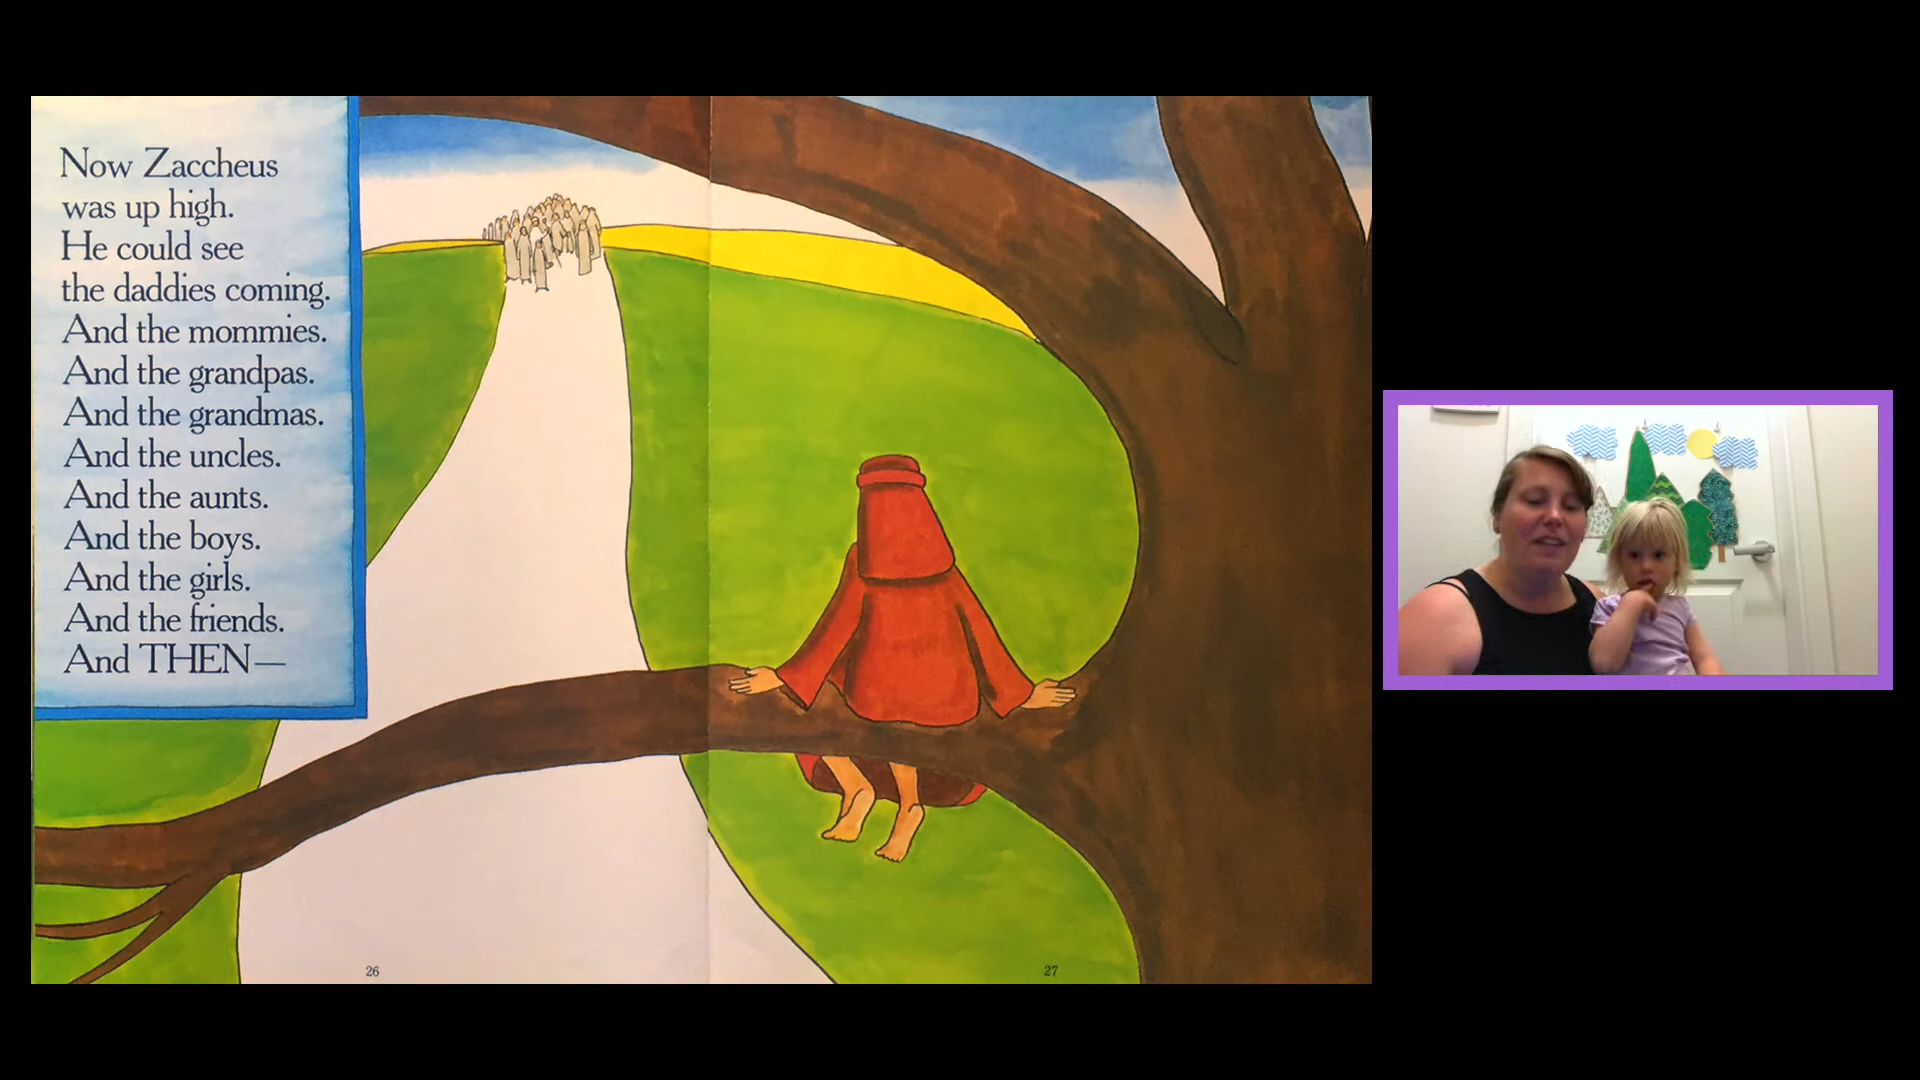 Now Zaccheus
was up high.
He could see
the daddies coming.
And the mommies.
And the grandpas.
And the grandmas.
And the uncles.
And the aunts.
And the boys.
And the girls.
And the friends.
And THEN—
26
27